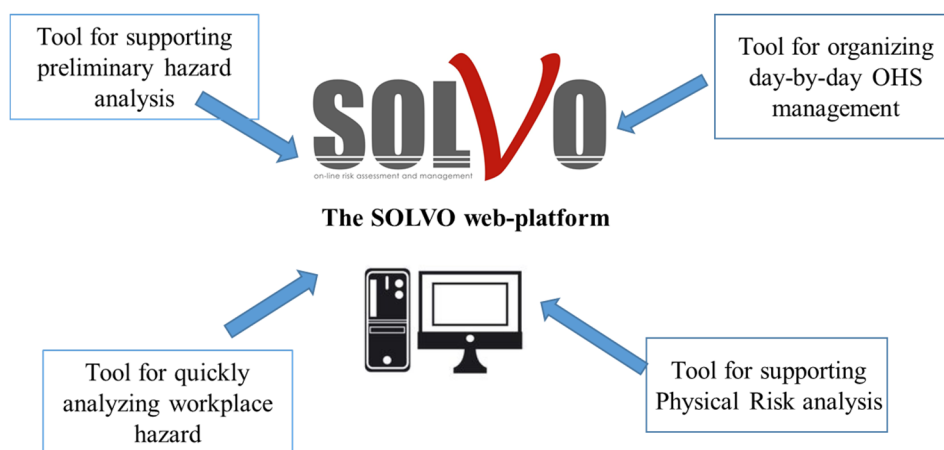 Tool for supporting
preliminary hazard
analysis
Tool for organizing
day-by-day OHS
management
SOLVO
on-line risk assessment and management
The SOLVO web-platform
Tool for quickly
analyzing workplace
hazard
Tool for supporting
Physical Risk analysis